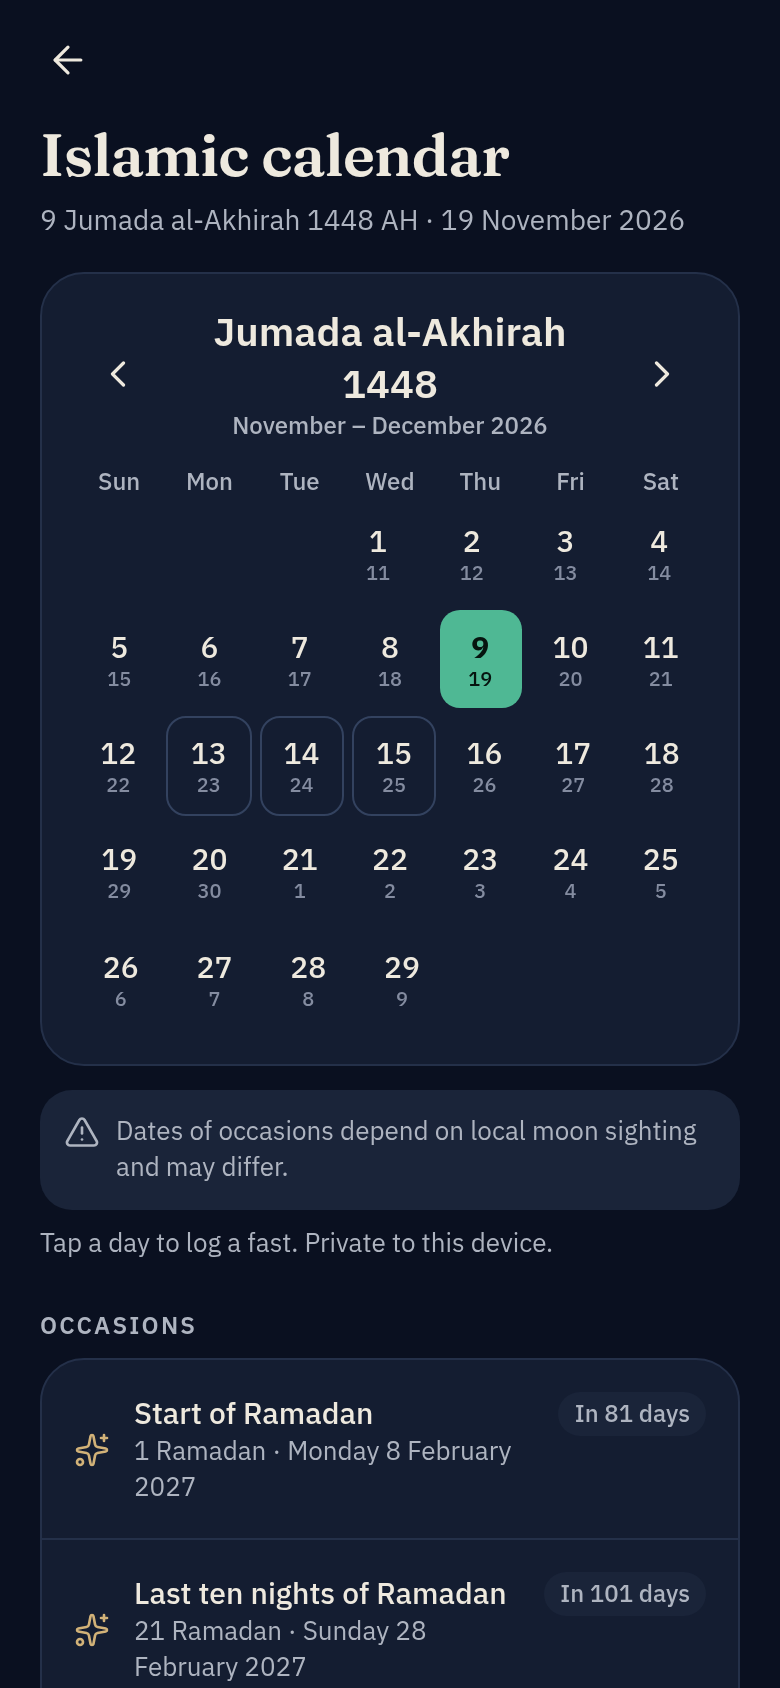 Islamic calendar
9 Jumada al-Akhirah 1448 AH · 19 November 2026
Jumada al-Akhirah
1448
November – December 2026
Sun Mon Tue Wed Thu Fri Sat
1 2 3 4
11 12 13 14
5 6 7 8 9 10 11
15 16 17 18 19 20 21
12 13 14 15 16 17 18
22 23 24 25 26 27 28
19 20 21 22 23 24 25
29 30 1 2 3 4 5
26 27 28 29
6 7 8 9
Dates of occasions depend on local moon sighting
and may differ.
Tap a day to log a fast. Private to this device.
OCCASIONS
Start of Ramadan In 81 days
1 Ramadan · Monday 8 February
2027
Last ten nights of Ramadan In 101 days
21 Ramadan · Sunday 28
February 2027